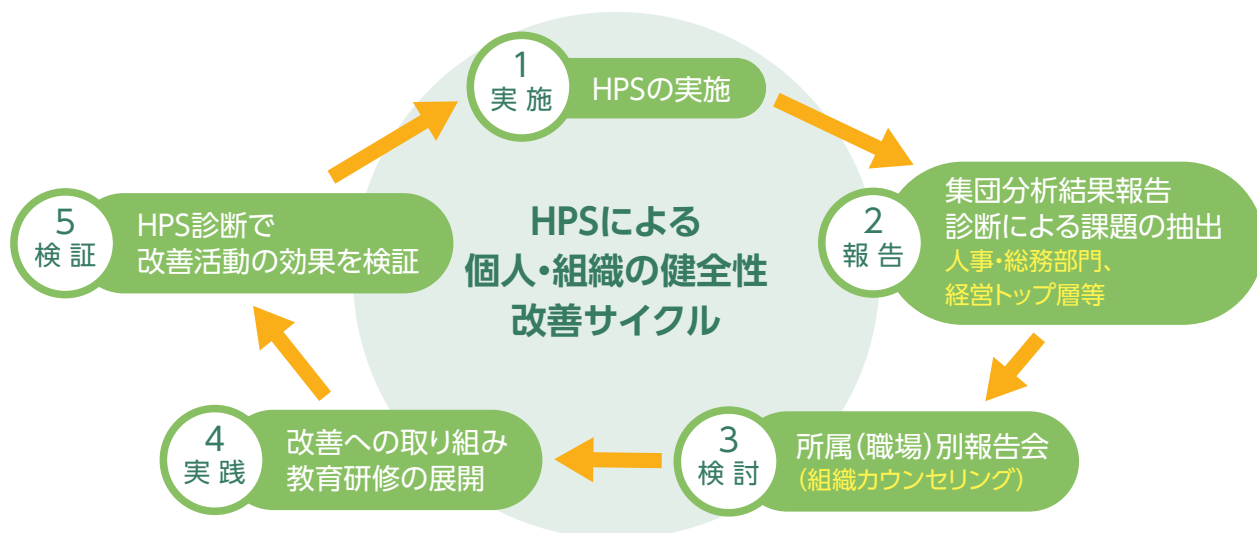 1
実施
HPSの実施
2
報告
集団分析結果報告
診断による課題の抽出
人事・総務部門、
経営トップ層等
3
検討
所属(職場)別報告会
(組織カウンセリング)
4
実践
改善への取り組み
教育研修の展開
5
検証
HPS診断で
改善活動の効果を検証
HPSによる
個人・組織の健全性
改善サイクル